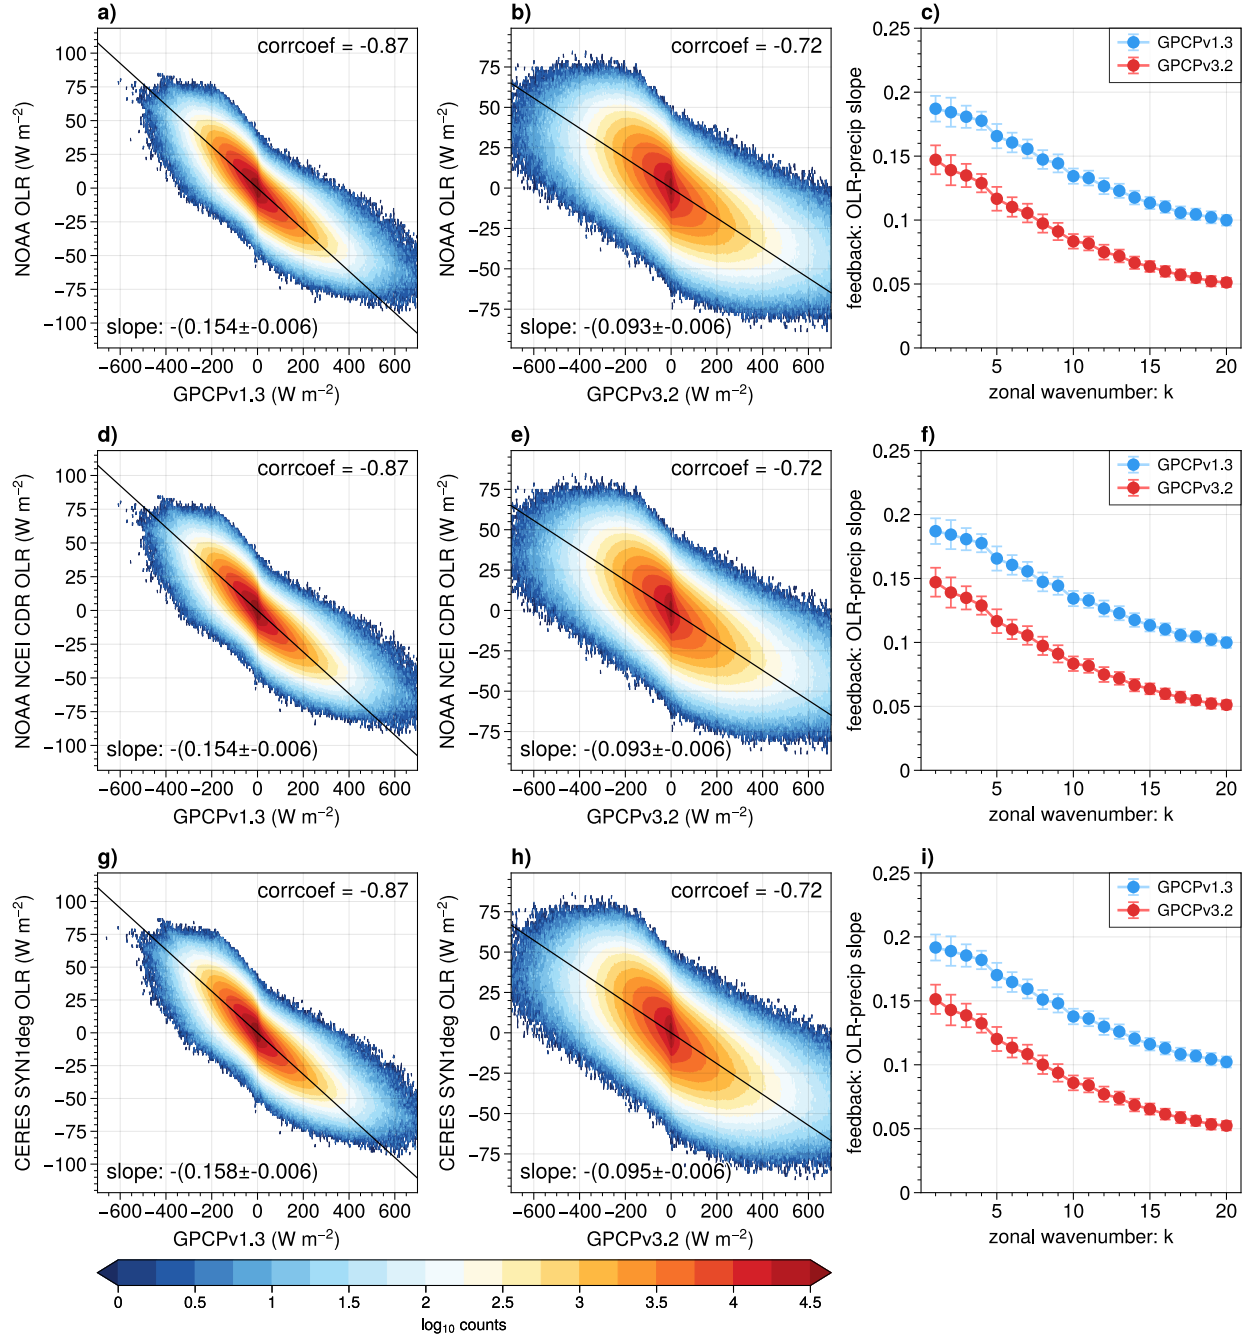 a)
corrcoef = -0.87
100
75
50
25
0
−25
−50
−75
−100
NOAA OLR (W m−2)
slope: -(0.154±-0.006)
−600 −400 −200 0 200 400 600
GPCPv1.3 (W m−2)
b)
corrcoef = -0.72
75
50
25
0
−25
−50
−75
NOAA OLR (W m−2)
slope: -(0.093±-0.006)
−600 −400 −200 0 200 400 600
GPCPv3.2 (W m−2)
c)
GPCPv1.3
GPCPv3.2
0.25
0.2
0.15
0.1
0.05
0
feedback: OLR-precip slope
5 10 15 20
zonal wavenumber: k
d)
corrcoef = -0.87
100
75
50
25
0
−25
−50
−75
−100
NOAA NCEI CDR OLR (W m−2)
slope: -(0.154±-0.006)
−600 −400 −200 0 200 400 600
GPCPv1.3 (W m−2)
e)
corrcoef = -0.72
75
50
25
0
−25
−50
−75
NOAA NCEI CDR OLR (W m−2)
slope: -(0.093±-0.006)
−600 −400 −200 0 200 400 600
GPCPv3.2 (W m−2)
f)
GPCPv1.3
GPCPv3.2
0.25
0.2
0.15
0.1
0.05
0
feedback: OLR-precip slope
5 10 15 20
zonal wavenumber: k
g)
corrcoef = -0.87
100
75
50
25
0
−25
−50
−75
−100
CERES SYN1deg OLR (W m−2)
slope: -(0.158±-0.006)
−600 −400 −200 0 200 400 600
GPCPv1.3 (W m−2)
h)
corrcoef = -0.72
75
50
25
0
−25
−50
−75
CERES SYN1deg OLR (W m−2)
slope: -(0.095±-0.006)
−600 −400 −200 0 200 400 600
GPCPv3.2 (W m−2)
i)
GPCPv1.3
GPCPv3.2
0.25
0.2
0.15
0.1
0.05
0
feedback: OLR-precip slope
5 10 15 20
zonal wavenumber: k
0 0.5 1 1.5 2 2.5 3 3.5 4 4.5
log10 counts